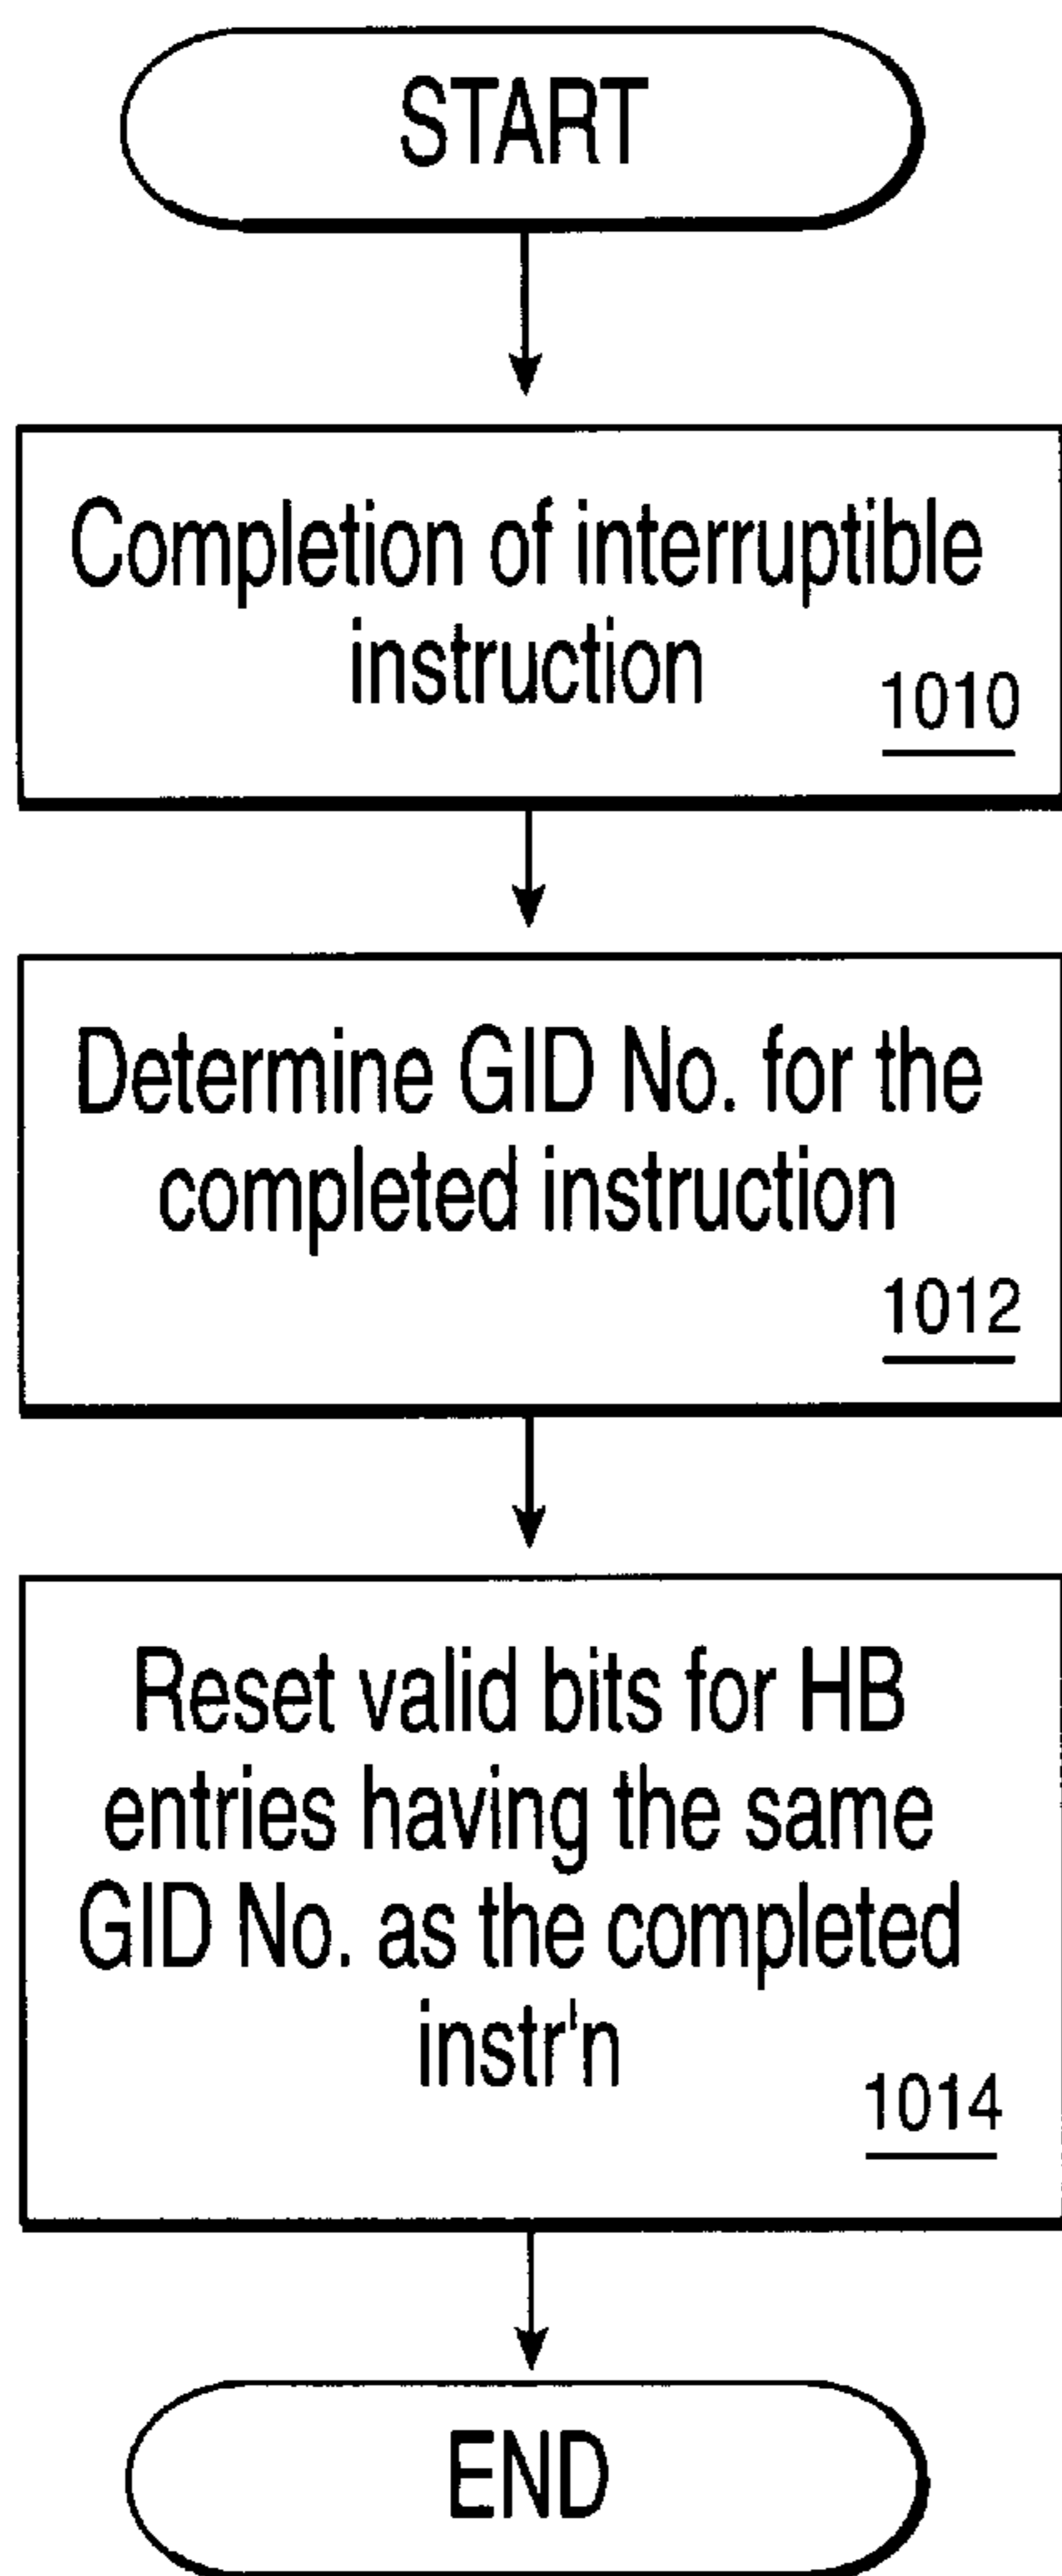 START
Completion of interruptible
instruction
1010
Determine GID No. for the
completed instruction
1012
Reset valid bits for HB
entries having the same
GID No. as the completed
instr'n
1014
END